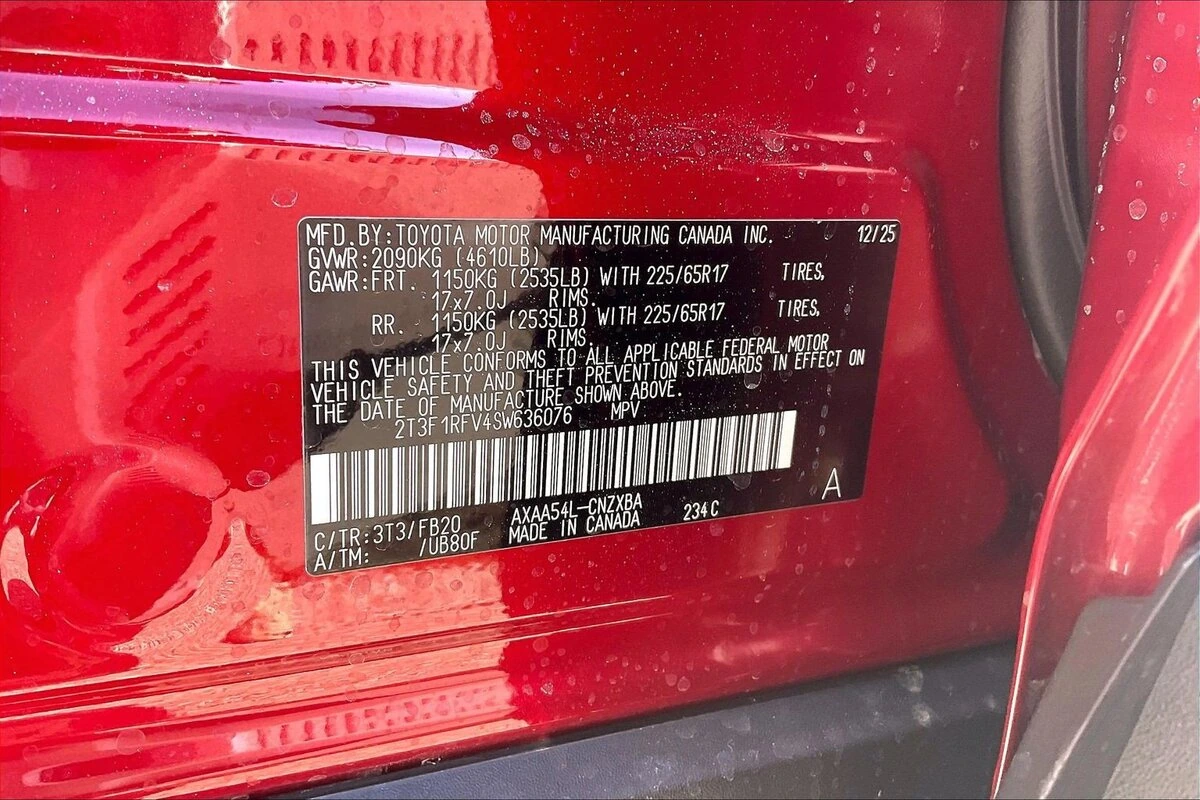 MFD.BY:TOYOTA MOTOR MANUFACTURING CANADA INC. 12/25
GVWR:2090KG (4610LB)
GAWR:FRT. 1150KG (2535LB) WITH 225/65R17 TIRES,
17x7.0J RIMS.
RR. 1150KG (2535LB) WITH 225/65R17 TIRES,
17x7.0J RIMS.
THIS VEHICLE CONFORMS TO ALL APPLICABLE FEDERAL MOTOR
VEHICLE SAFETY AND THEFT PREVENTION STANDARDS IN EFFECT ON
THE DATE OF MANUFACTURE SHOWN ABOVE.
2T3F1RFV4SW636076 MPV
A
C/TR:3T3/FB20 AXAA54L-CNZXBA 234C
A/TM: /UB80F MADE IN CANADA